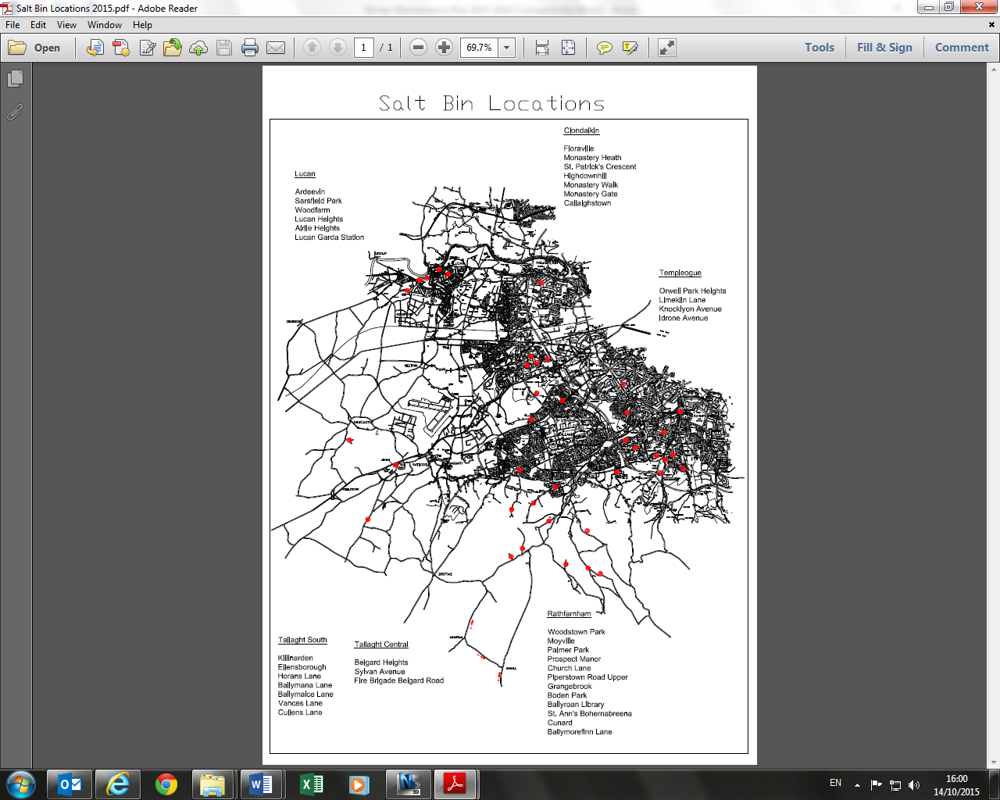 Salt Bin Locations 2015.pdf - Adobe Reader
File Edit View Window Help
Open
1 / 1
69.7%
Tools Fill & Sign Comment
Salt Bin Locations
Clondalkin
Floraville
Monastery Heath
St. Patrick's Crescent
Highdownhill
Monastery Walk
Monastery Gate
Callaighstown
Lucan
Ardeevin
Sarsfield Park
Woodfarm
Lucan Heights
Airlie Heights
Lucan Garda Station
Templeogue
Orwell Park Heights
Limekiln Lane
Knocklyon Avenue
Idrone Avenue
NEWCASTLE
BRITTAS
Rathfarnham
Woodstown Park
Moyville
Palmer Park
Prospect Manor
Church Lane
Piperstown Road Upper
Grangebrook
Boden Park
Ballyroan Library
St. Ann's Bohernabreena
Cunard
Ballymorefinn Lane
Tallaght South
Killinarden
Ellensborough
Horans Lane
Ballymana Lane
Ballymaice Lane
Vances Lane
Cullens Lane
Tallaght Central
Belgard Heights
Sylvan Avenue
Fire Brigade Belgard Road
EN
16:00
14/10/2015